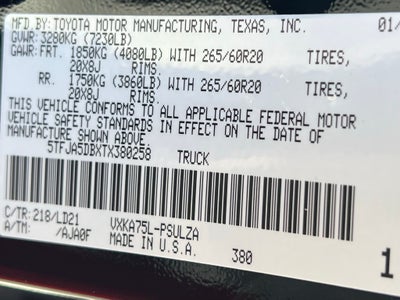 MFD.BY:TOYOTA MOTOR MANUFACTURING, TEXAS, INC. 01/
GVWR:3280KG (7230LB)
GAWR:FRT. 1850KG (4080LB) WITH 265/60R20 TIRES,
20X8J RIMS.
RR. 1750KG (3860LB) WITH 265/60R20 TIRES,
20X8J RIMS.
THIS VEHICLE CONFORMS TO ALL APPLICABLE FEDERAL MOTOR
VEHICLE SAFETY STANDARDS IN EFFECT ON THE DATE OF
MANUFACTURE SHOWN ABOVE.
5TFJA5DBXTX380258 TRUCK
C/TR:218/LD21 VXKA75L-PSULZA
A/TM: /AJA0F MADE IN U.S.A. 380 1